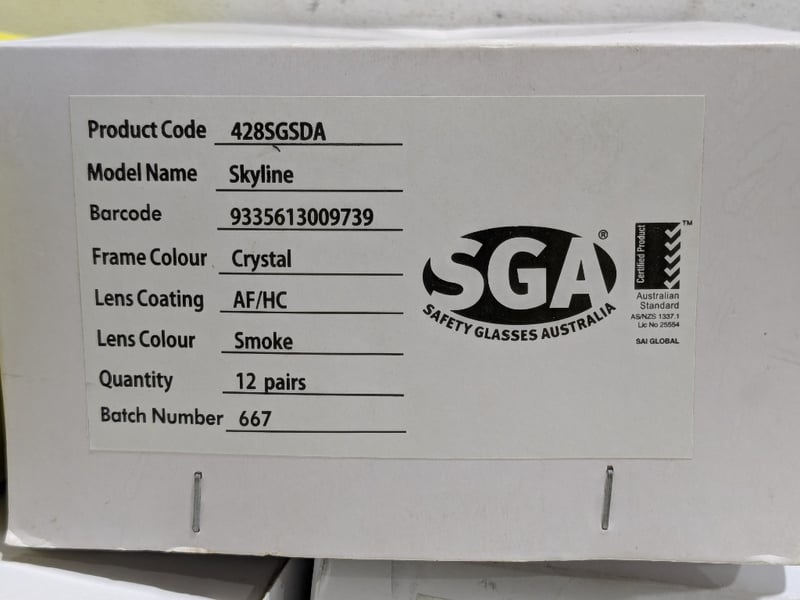 Product Code 428SGSDA
Model Name Skyline
Barcode 9335613009739
Frame Colour Crystal
Lens Coating AF/HC
Lens Colour Smoke
Quantity 12 pairs
Batch Number 667
SGA®
SAFETY GLASSES AUSTRALIA
Certified Product
TM
Australian
Standard
AS/NZS 1337.1
Lic No 25554
SAI GLOBAL